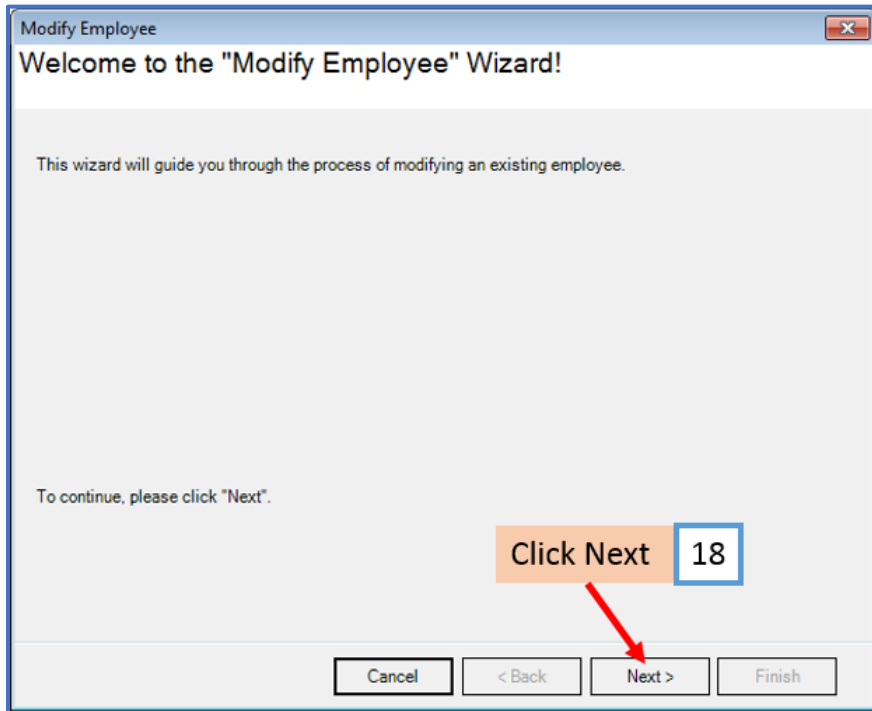 Modify Employee
Welcome to the "Modify Employee" Wizard!
This wizard will guide you through the process of modifying an existing employee.
To continue, please click "Next".
Click Next 18
Cancel < Back Next > Finish